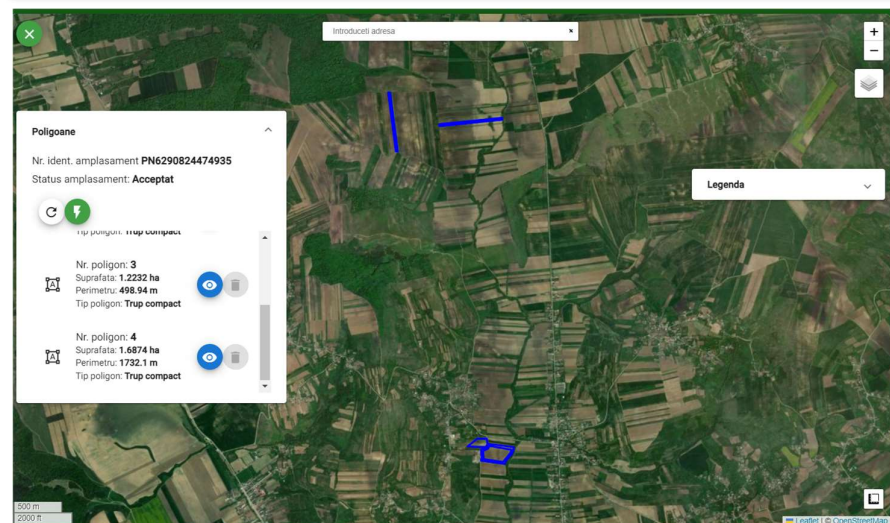 Introduceti adresa
+
−
Poligoane
Nr. ident. amplasament PN6290824474935
Status amplasament: Acceptat
Legenda
Tip poligon: Trup compact
Nr. poligon: 3
Suprafata: 1.2232 ha
Perimetru: 498.94 m
Tip poligon: Trup compact
Nr. poligon: 4
Suprafata: 1.6874 ha
Perimetru: 1732.1 m
Tip poligon: Trup compact
500 m
2000 ft
Leaflet | © OpenStreetMap